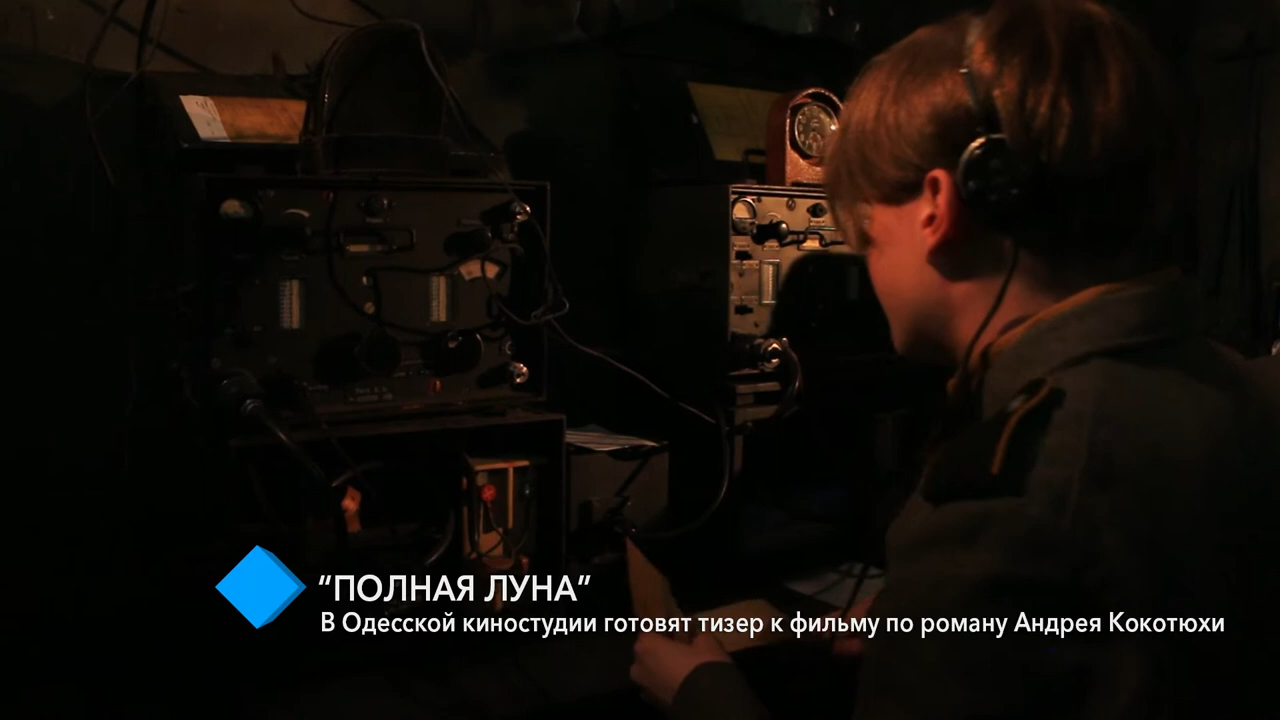 “ПОЛНАЯ ЛУНА”
В Одесской киностудии готовят тизер к фильму по роману Андрея Кокотюхи